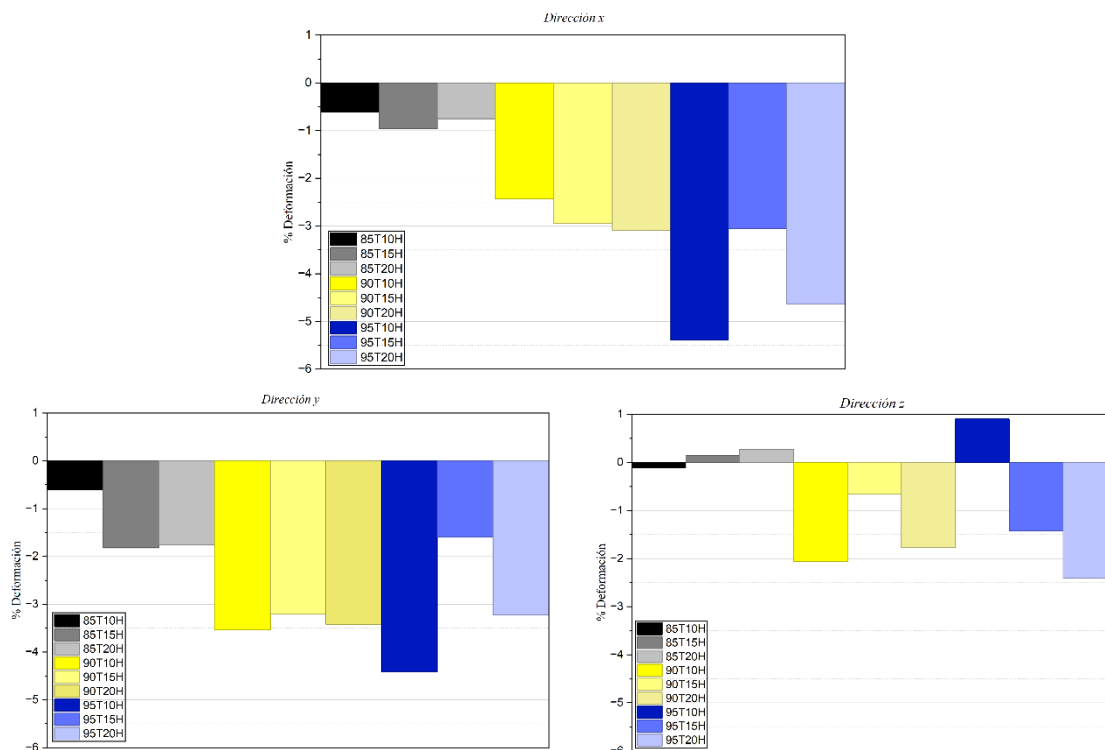 Dirección x
1
0
−1
−2
−3
−4
−5
−6
% Deformación
85T10H
85T15H
85T20H
90T10H
90T15H
90T20H
95T10H
95T15H
95T20H
Dirección y
1
0
−1
−2
−3
−4
−5
−6
% Deformación
85T10H
85T15H
85T20H
90T10H
90T15H
90T20H
95T10H
95T15H
95T20H
Dirección z
1
0
−1
−2
−3
−4
−5
−6
% Deformación
85T10H
85T15H
85T20H
90T10H
90T15H
90T20H
95T10H
95T15H
95T20H